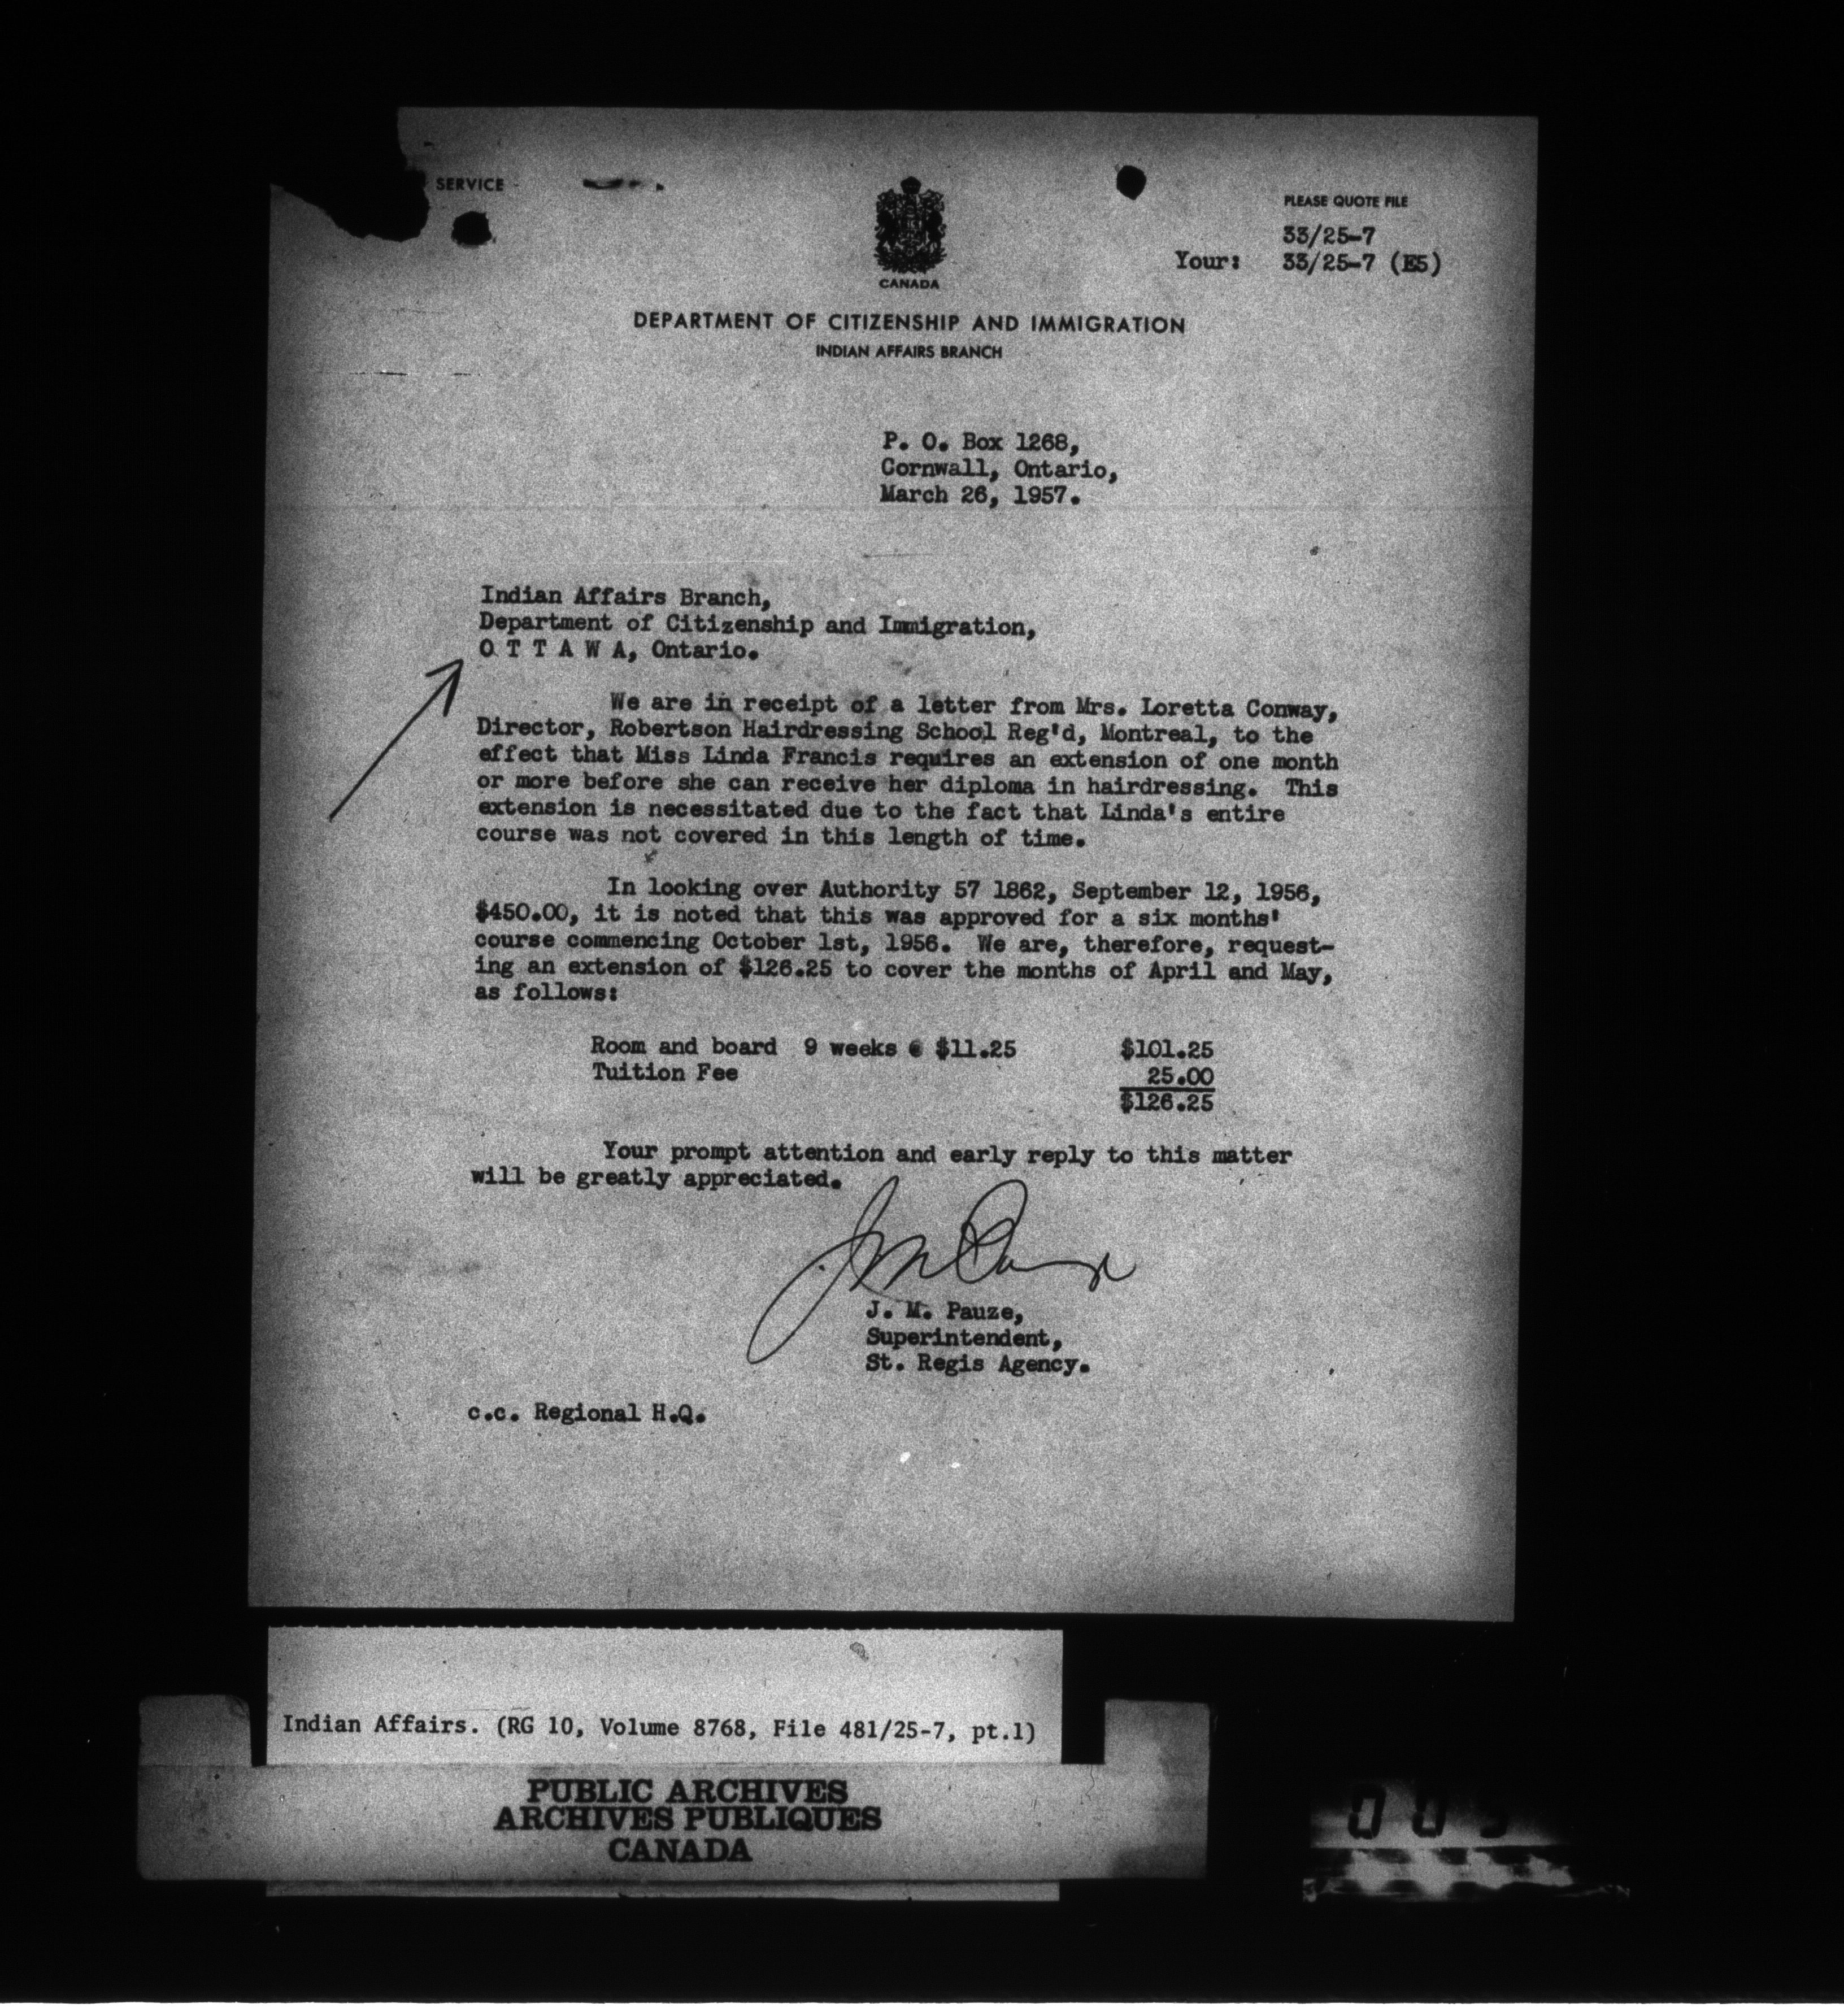 SERVICE
PLEASE QUOTE FILE
33/25-7
Your: 33/25-7 (E5)
CANADA
DEPARTMENT OF CITIZENSHIP AND IMMIGRATION
INDIAN AFFAIRS BRANCH
P. O. Box 1268,
Cornwall, Ontario,
March 26, 1957.
Indian Affairs Branch,
Department of Citizenship and Immigration,
O T T A W A, Ontario.
We are in receipt of a letter from Mrs. Loretta Conway,
Director, Robertson Hairdressing School Reg'd, Montreal, to the
effect that Miss Linda Francis requires an extension of one month
or more before she can receive her diploma in hairdressing. This
extension is necessitated due to the fact that Linda's entire
course was not covered in this length of time.
In looking over Authority 57 1862, September 12, 1956,
$450.00, it is noted that this was approved for a six months'
course commencing October 1st, 1956. We are, therefore, request-
ing an extension of $126.25 to cover the months of April and May,
as follows:
Room and board 9 weeks @ $11.25 $101.25
Tuition Fee 25.00
$126.25
Your prompt attention and early reply to this matter
will be greatly appreciated.
J M Pauze
J. M. Pauze,
Superintendent,
St. Regis Agency.
c.c. Regional H.Q.
Indian Affairs. (RG 10, Volume 8768, File 481/25-7, pt.1)
PUBLIC ARCHIVES
ARCHIVES PUBLIQUES
CANADA